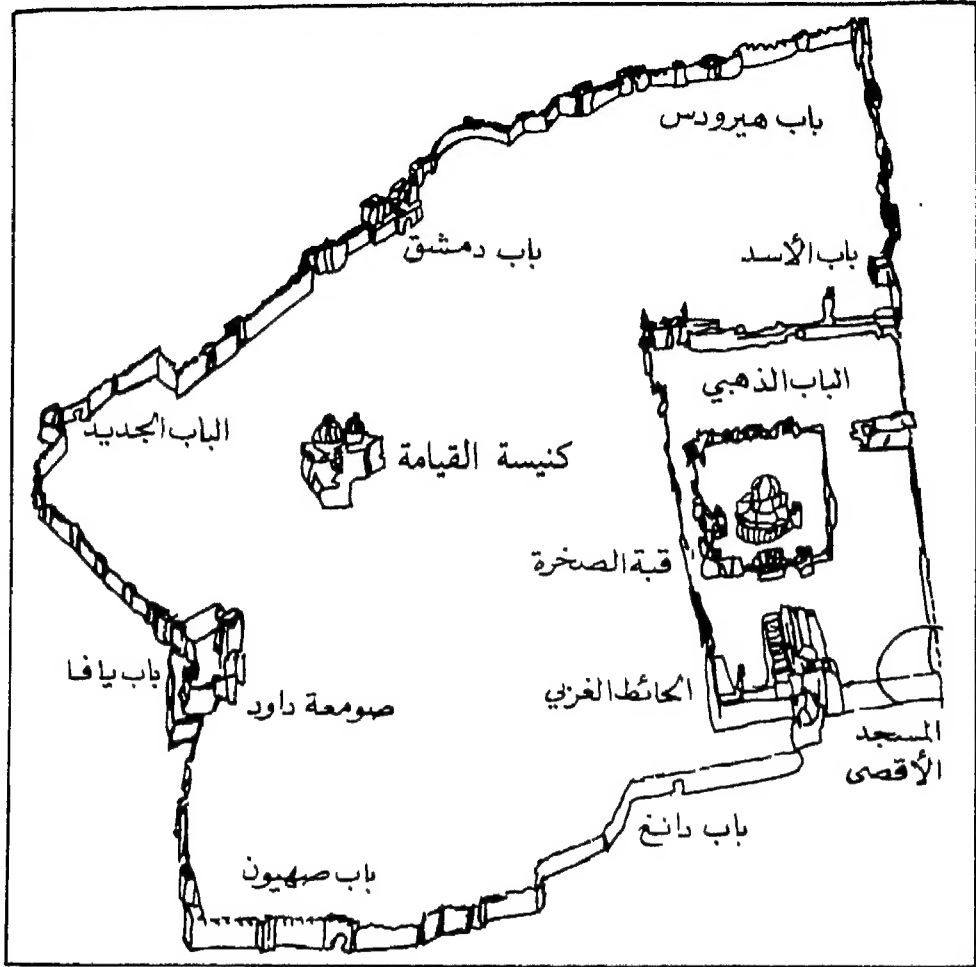 باب هيرودس
باب دمشق
باب الأسد
الباب الذهبي
الباب الجديد
كنيسة القيامة
قبة الصخرة
باب يافا
صومعة داود
الحائط الغربي
المسجد
الأقصى
باب دانغ
باب صهيون